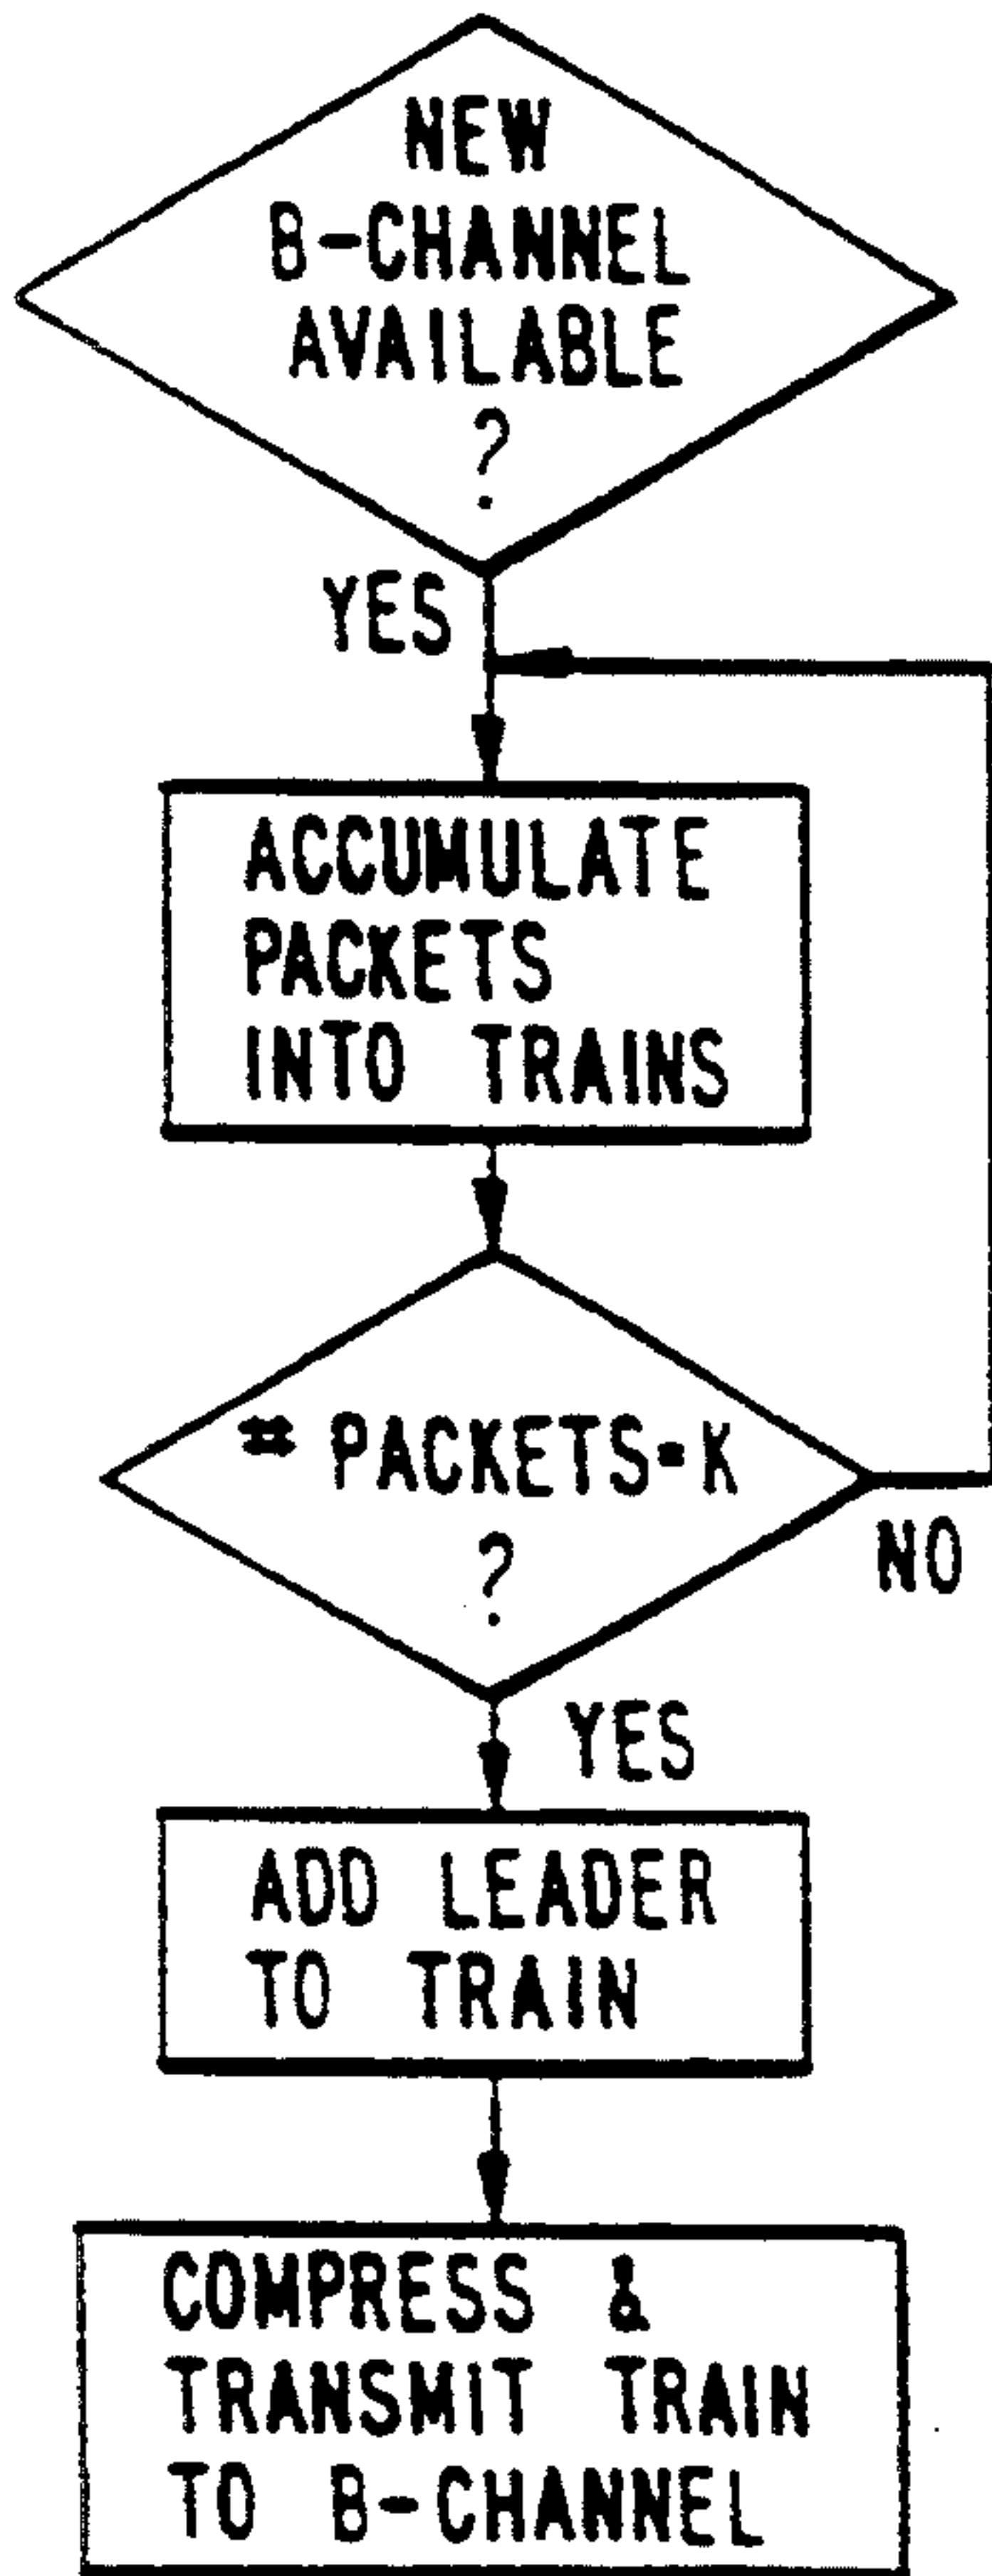 NEW
B-CHANNEL
AVAILABLE
?
YES
ACCUMULATE
PACKETS
INTO TRAINS
# PACKETS=K
?
NO
YES
ADD LEADER
TO TRAIN
COMPRESS &
TRANSMIT TRAIN
TO B-CHANNEL